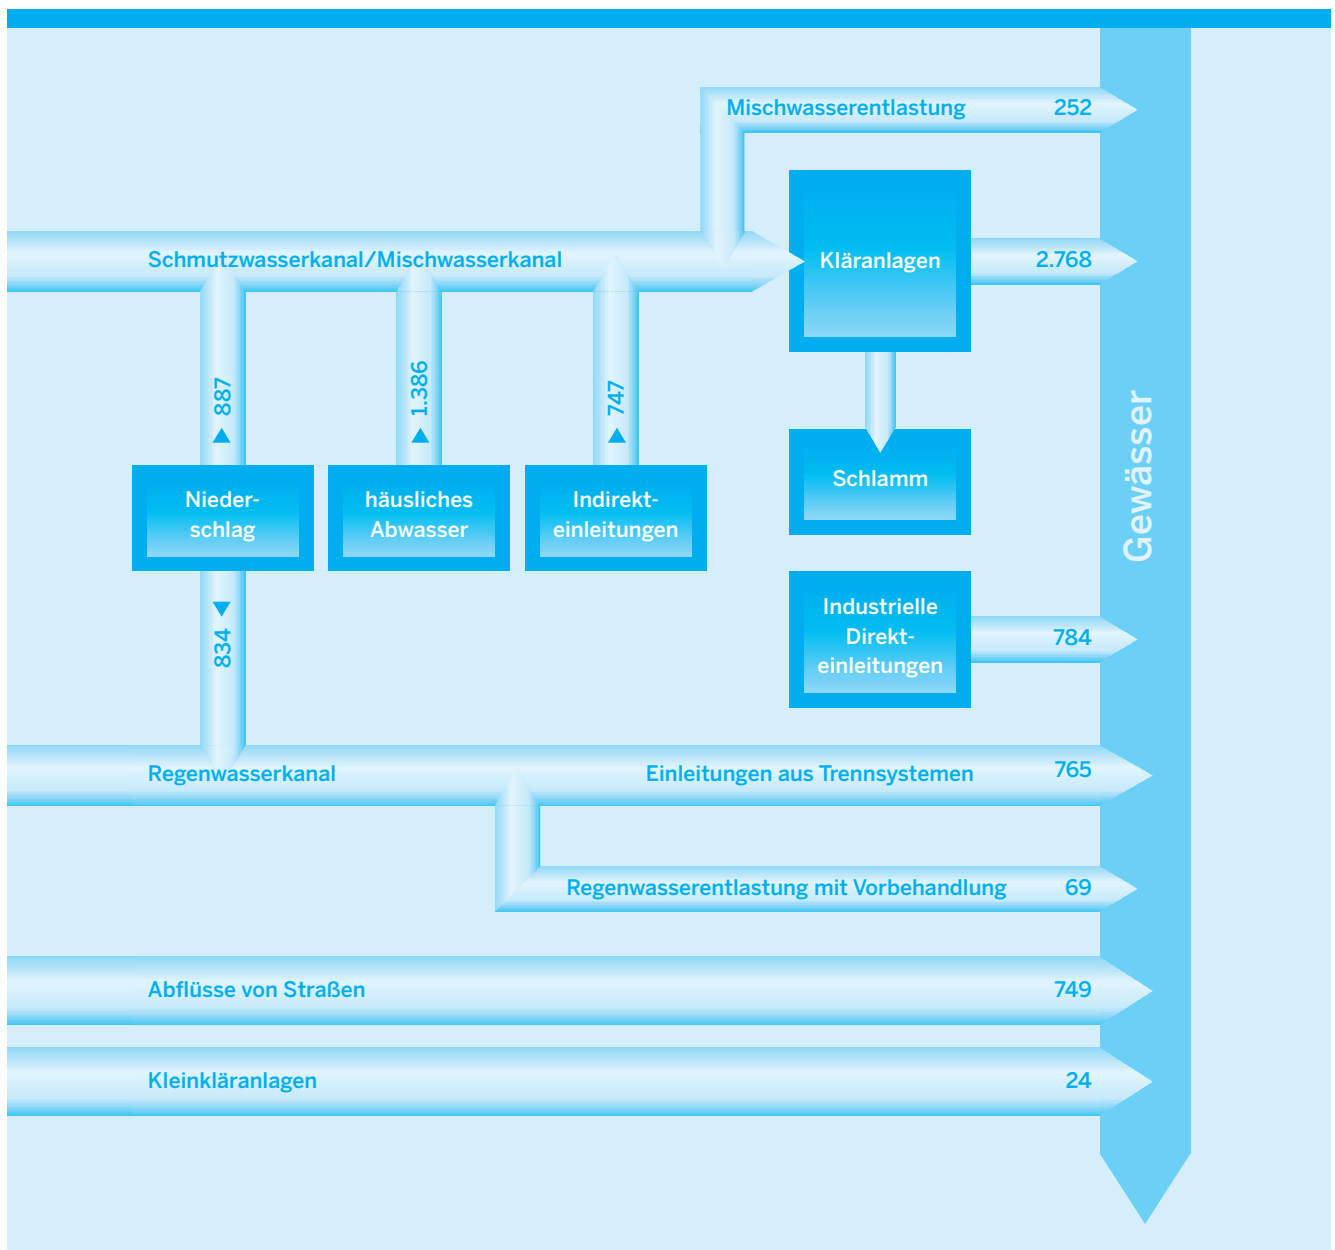 Mischwasserentlastung 252
Schmutzwasserkanal/Mischwasserkanal
Kläranlagen
2.768
887
1.386
747
Nieder-
schlag
häusliches
Abwasser
Indirekt-
einleitungen
Schlamm
Gewässer
834
Industrielle
Direkt-
einleitungen
784
Regenwasserkanal
Einleitungen aus Trennsystemen 765
Regenwasserentlastung mit Vorbehandlung 69
Abflüsse von Straßen 749
Kleinkläranlagen 24